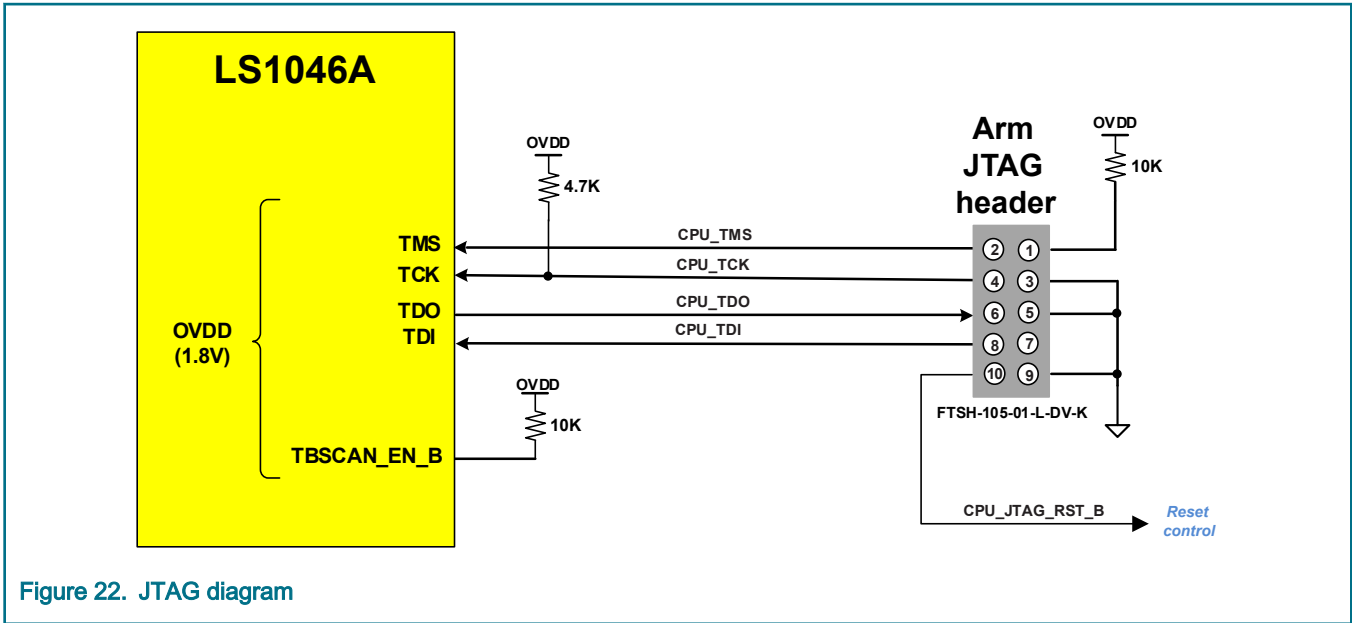 LS1046A
OVDD
(1.8V)
TMS
TCK
TDO
TDI
TBSCAN_EN_B
OVDD
4.7K
OVDD
10K
CPU_TMS
CPU_TCK
CPU_TDO
CPU_TDI
Arm
JTAG
header
OVDD
10K
2 1
4 3
6 5
8 7
10 9
FTSH-105-01-L-DV-K
CPU_JTAG_RST_B
Reset
control
Figure 22. JTAG diagram